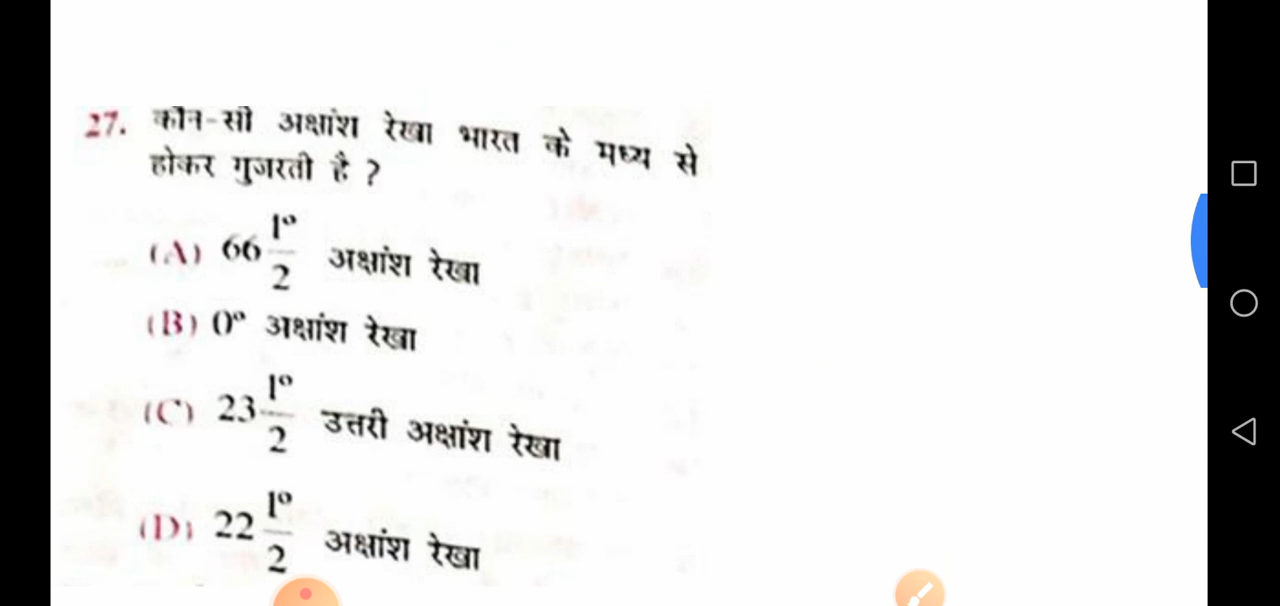 27. कौन-सी अक्षांश रेखा भारत के मध्य से
होकर गुजरती है ?
(A) 66 1°/2 अक्षांश रेखा
(B) 0° अक्षांश रेखा
(C) 23 1°/2 उत्तरी अक्षांश रेखा
(D) 22 1°/2 अक्षांश रेखा